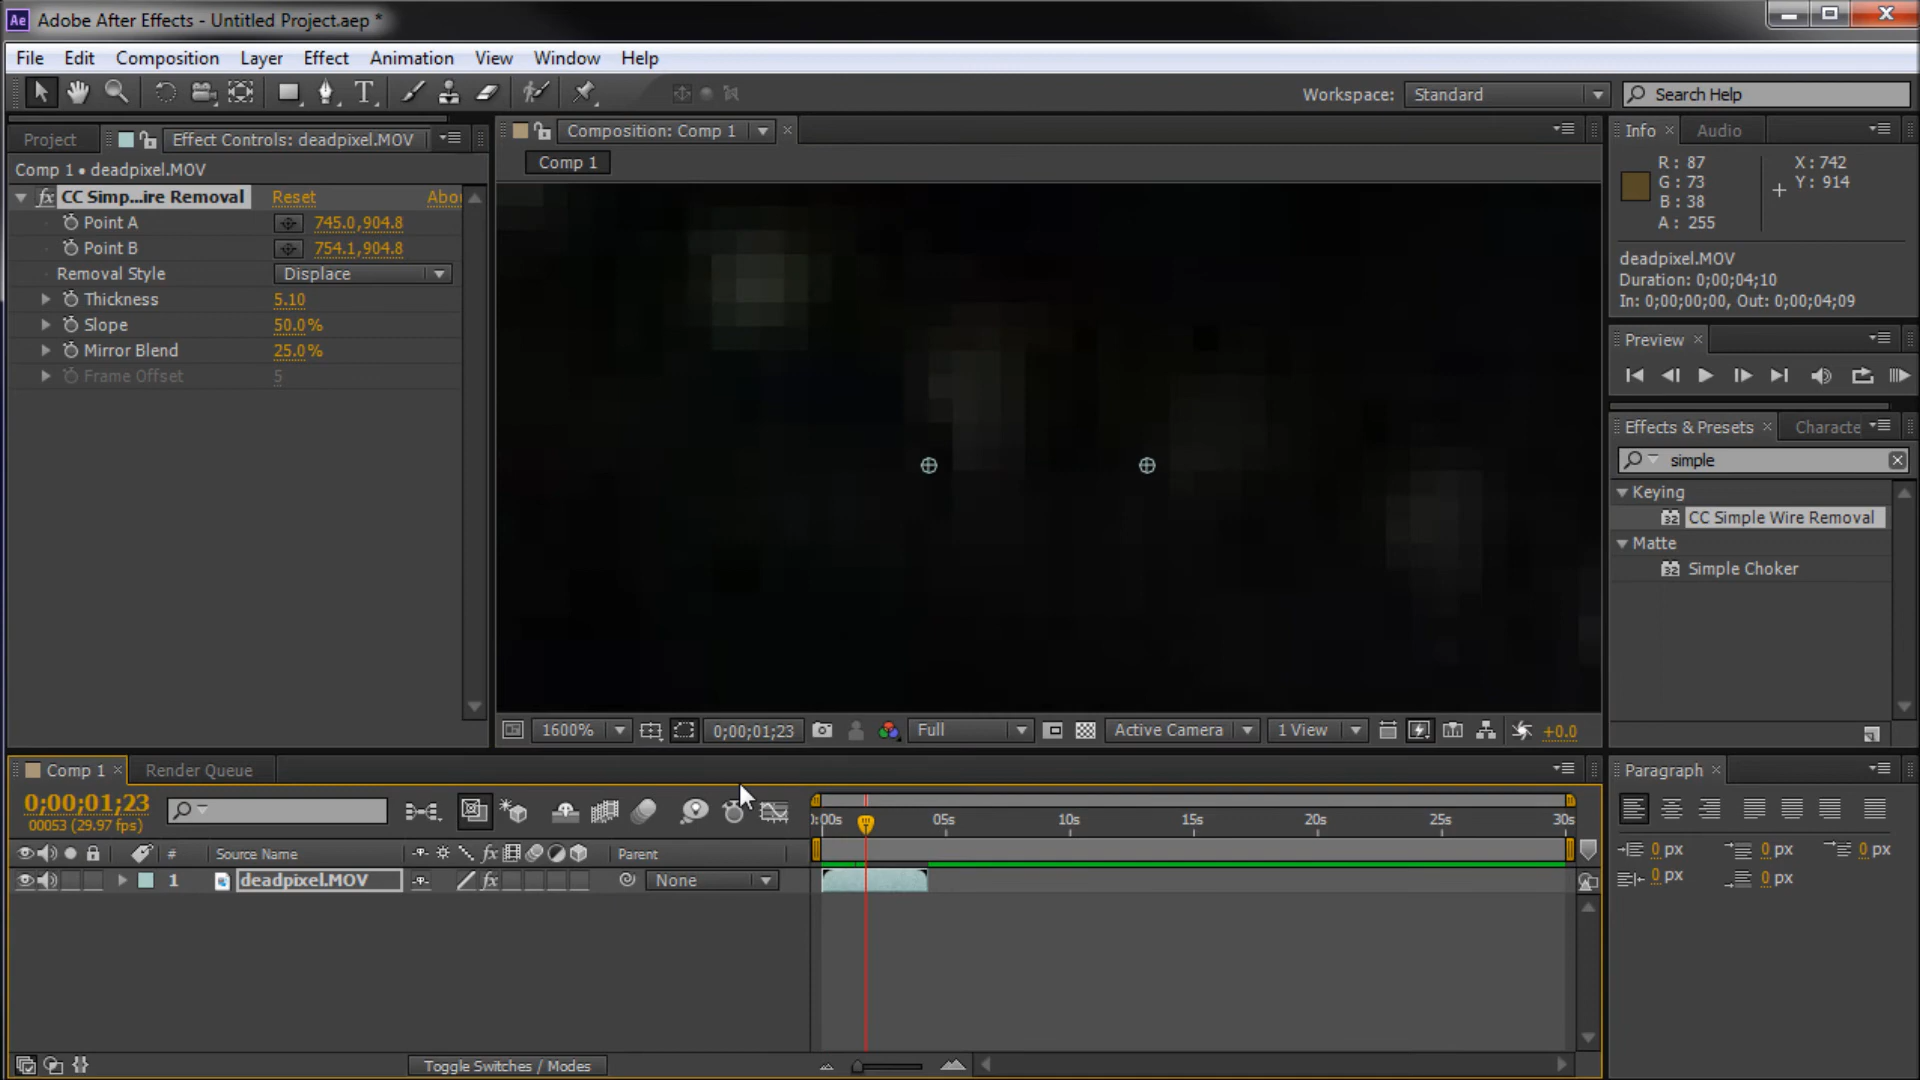 Ae Adobe After Effects - Untitled Project.aep *
File Edit Composition Layer Effect Animation View Window Help
T Workspace: Standard Search Help
Project Effect Controls: deadpixel.MOV
Comp 1 • deadpixel.MOV
fx CC Simp...ire Removal Reset Abou
Point A 745.0,904.8
Point B 754.1,904.8
Removal Style Displace
Thickness 5.10
Slope 50.0%
Mirror Blend 25.0%
Frame Offset 5
Composition: Comp 1
Comp 1
1600% 0;00;01;23 Full Active Camera 1 View +0.0
Info Audio
R: 87 X: 742
G: 73 Y: 914
B: 38
A: 255
deadpixel.MOV
Duration: 0;00;04;10
In: 0;00;00;00, Out: 0;00;04;09
Preview
Effects & Presets Characte
simple
Keying
32 CC Simple Wire Removal
Matte
32 Simple Choker
Comp 1 Render Queue
0;00;01;23
00053 (29.97 fps)
):00s 05s 10s 15s 20s 25s 30s
# Source Name fx Parent
1 deadpixel.MOV fx None
Toggle Switches / Modes
Paragraph
0 px 0 px 0 px
0 px 0 px